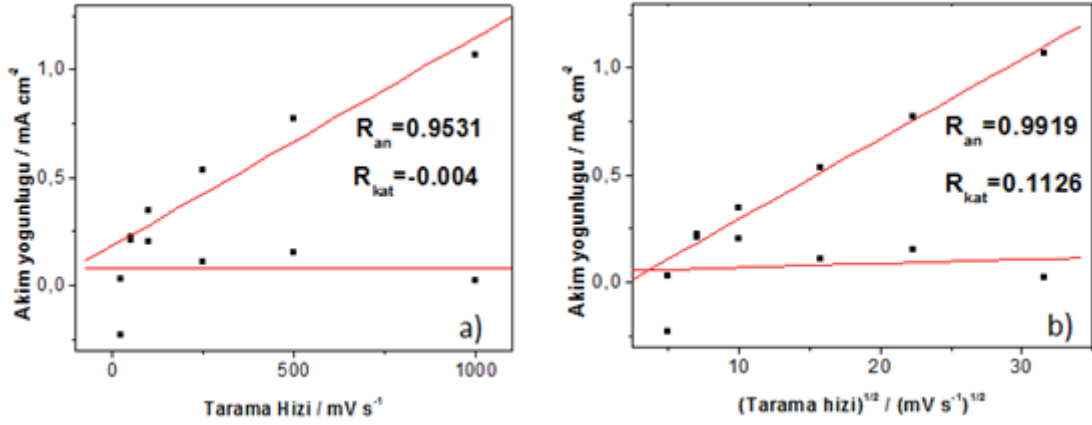 1,0
0,5
0,0
0
500
1000
Akim yogunlugu / mA cm-2
Tarama Hizi / mV s-1
Ran=0.9531
Rkat=-0.004
a)
1,0
0,5
0,0
10
20
30
Akim yogunlugu / mA cm-2
(Tarama hizi)1/2 / (mV s-1)1/2
Ran=0.9919
Rkat=0.1126
b)